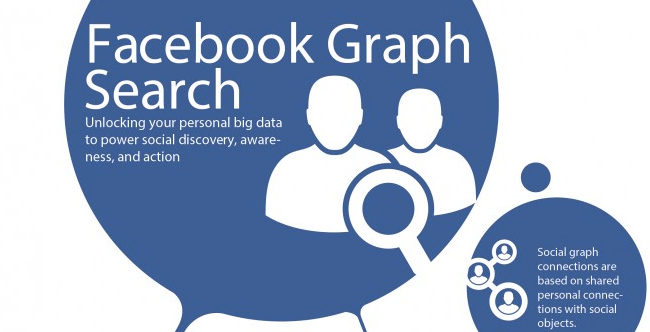 Facebook Graph
Search
Unlocking your personal big data
to power social discovery, aware-
ness, and action
Social graph
connections are
based on shared
personal connec-
tions with social
objects.